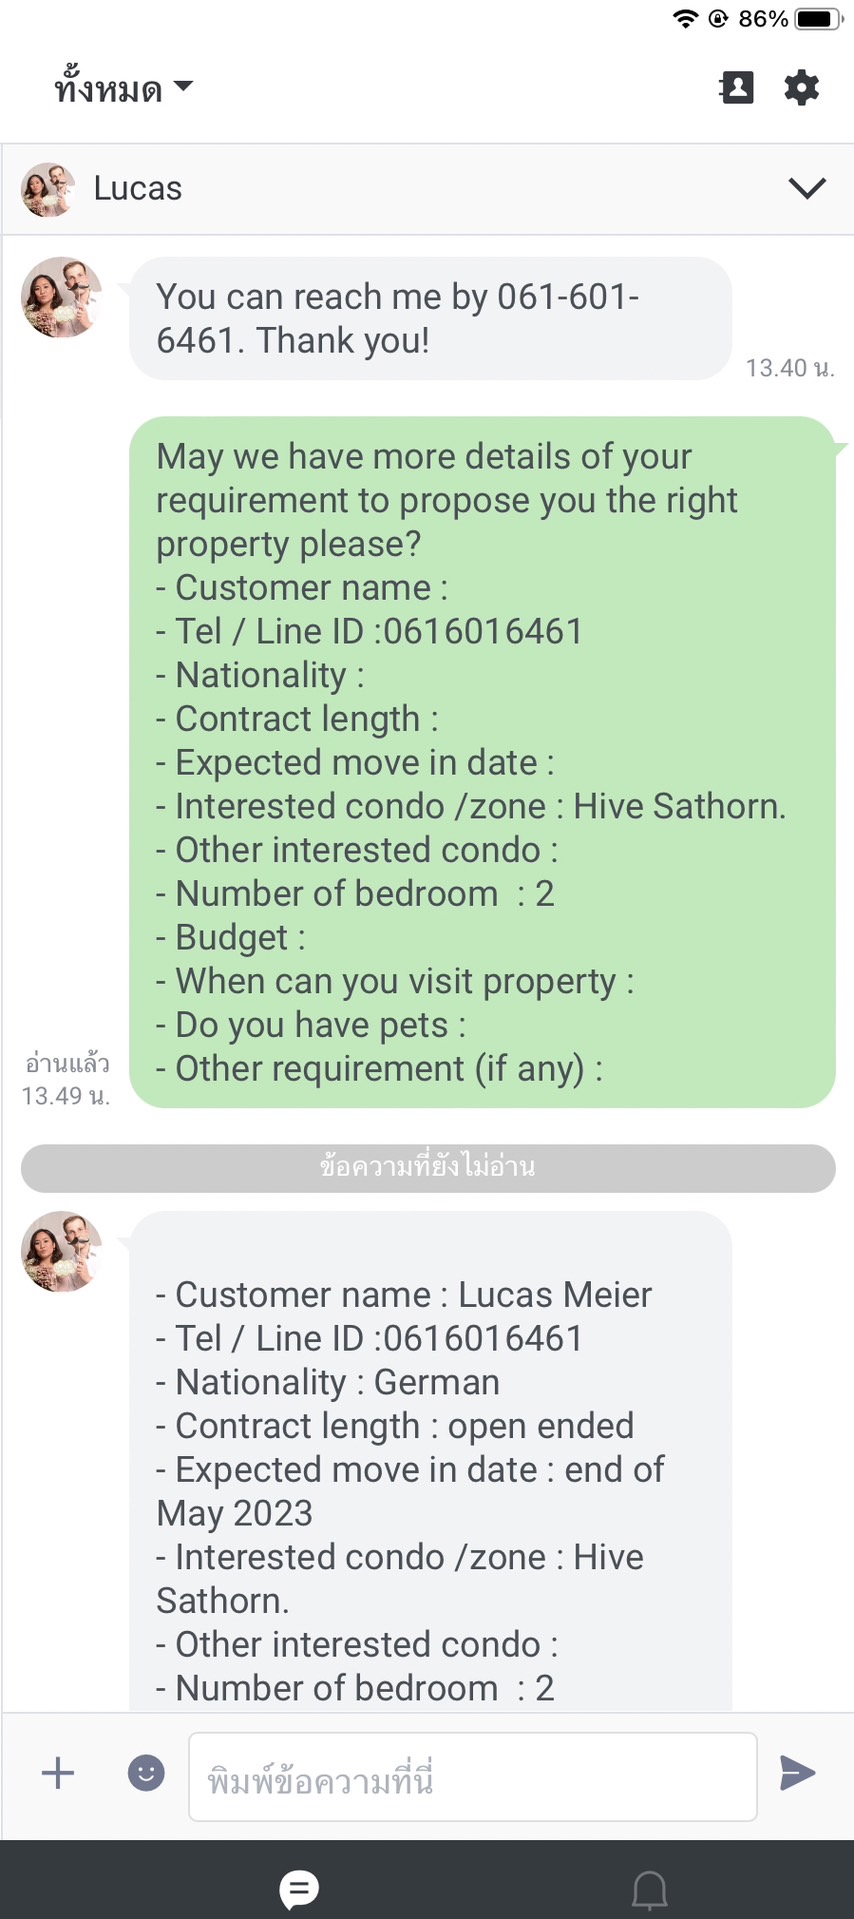 86%
ทั้งหมด
Lucas
You can reach me by 061-601-
6461. Thank you!
13.40 น.
May we have more details of your
requirement to propose you the right
property please?
- Customer name :
- Tel / Line ID :0616016461
- Nationality :
- Contract length :
- Expected move in date :
- Interested condo /zone : Hive Sathorn.
- Other interested condo :
- Number of bedroom  : 2
- Budget :
- When can you visit property :
- Do you have pets :
- Other requirement (if any) :
อ่านแล้ว
13.49 น.
ข้อความที่ยังไม่อ่าน
- Customer name : Lucas Meier
- Tel / Line ID :0616016461
- Nationality : German
- Contract length : open ended
- Expected move in date : end of
May 2023
- Interested condo /zone : Hive
Sathorn.
- Other interested condo :
- Number of bedroom  : 2
พิมพ์ข้อความที่นี่